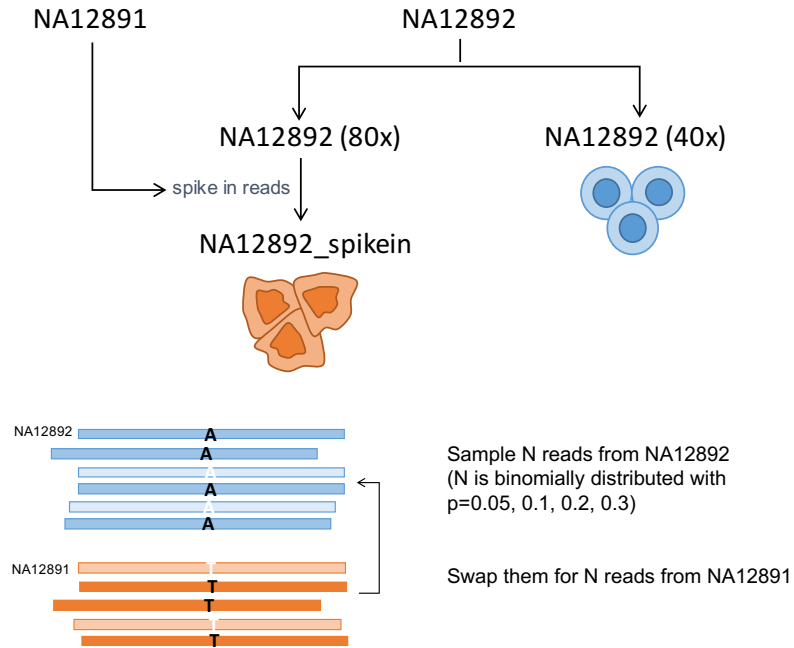 NA12891
NA12892
NA12892 (80x)
NA12892 (40x)
spike in reads
NA12892_spikein
NA12892
A
A
A
A
A
A
Sample N reads from NA12892
(N is binomially distributed with
p=0.05, 0.1, 0.2, 0.3)
NA12891
T
T
T
T
T
Swap them for N reads from NA12891